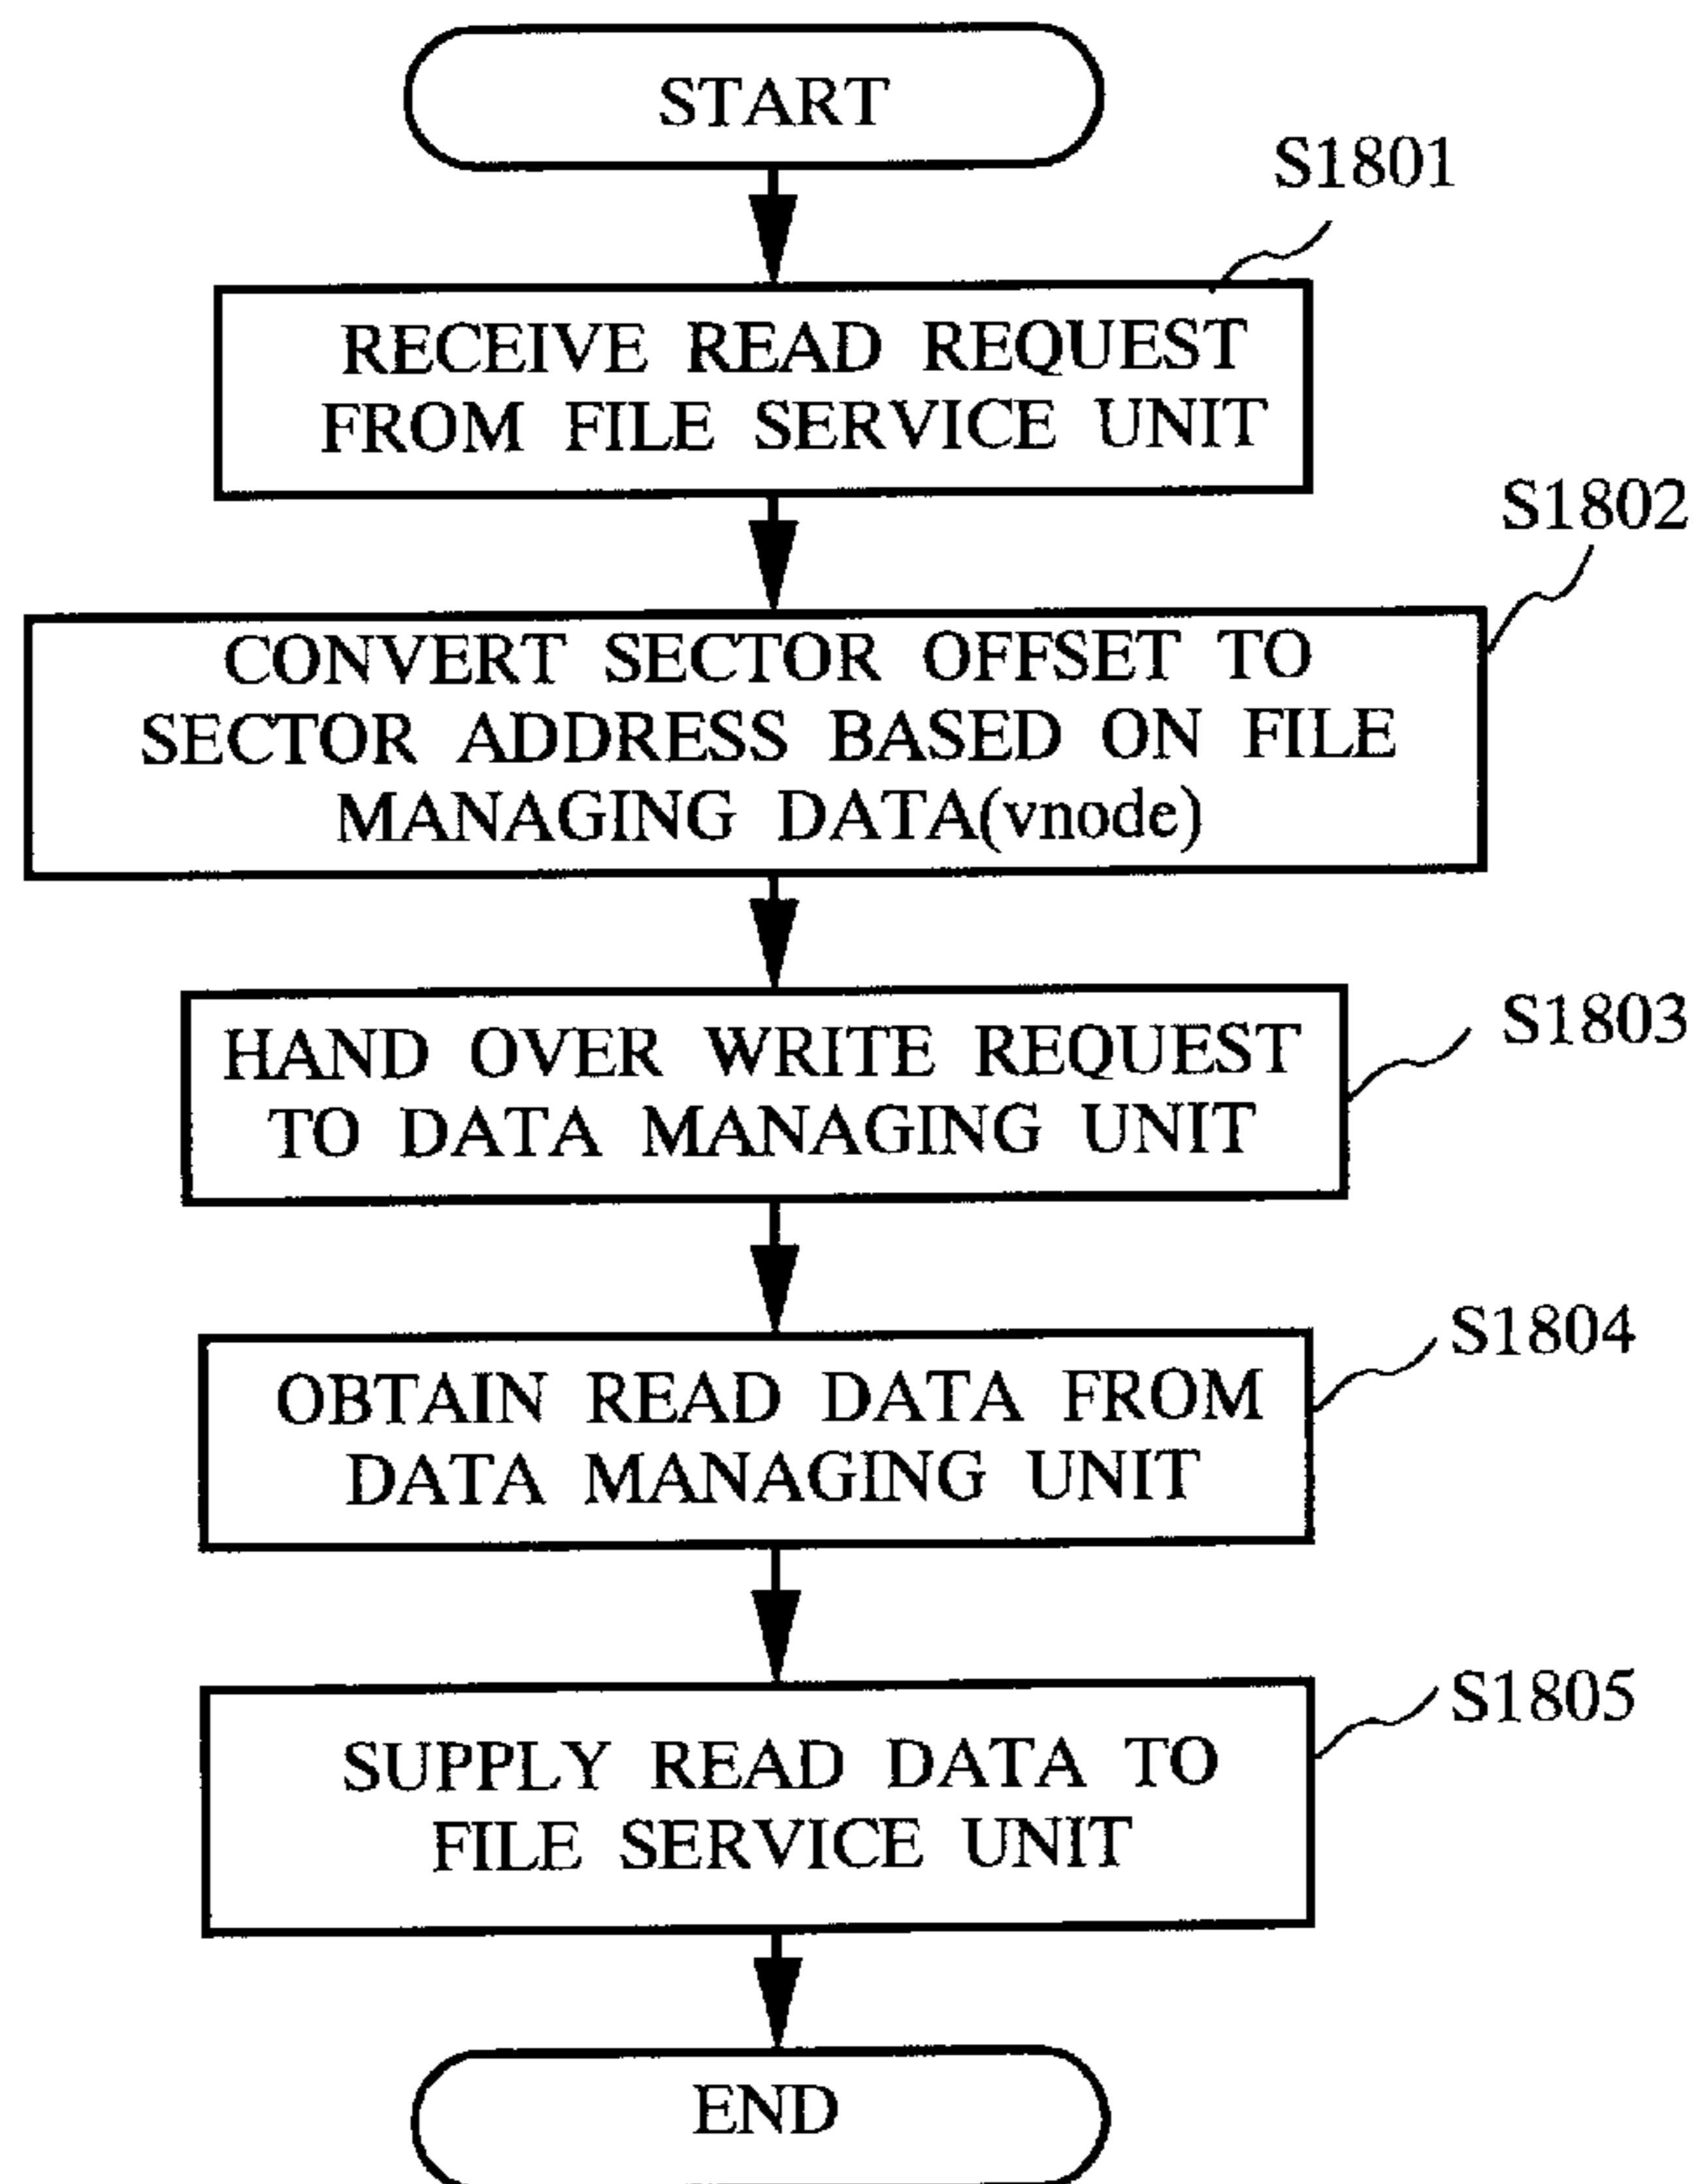 START
S1801
RECEIVE READ REQUEST
FROM FILE SERVICE UNIT
S1802
CONVERT SECTOR OFFSET TO
SECTOR ADDRESS BASED ON FILE
MANAGING DATA(vnode)
S1803
HAND OVER WRITE REQUEST
TO DATA MANAGING UNIT
S1804
OBTAIN READ DATA FROM
DATA MANAGING UNIT
S1805
SUPPLY READ DATA TO
FILE SERVICE UNIT
END